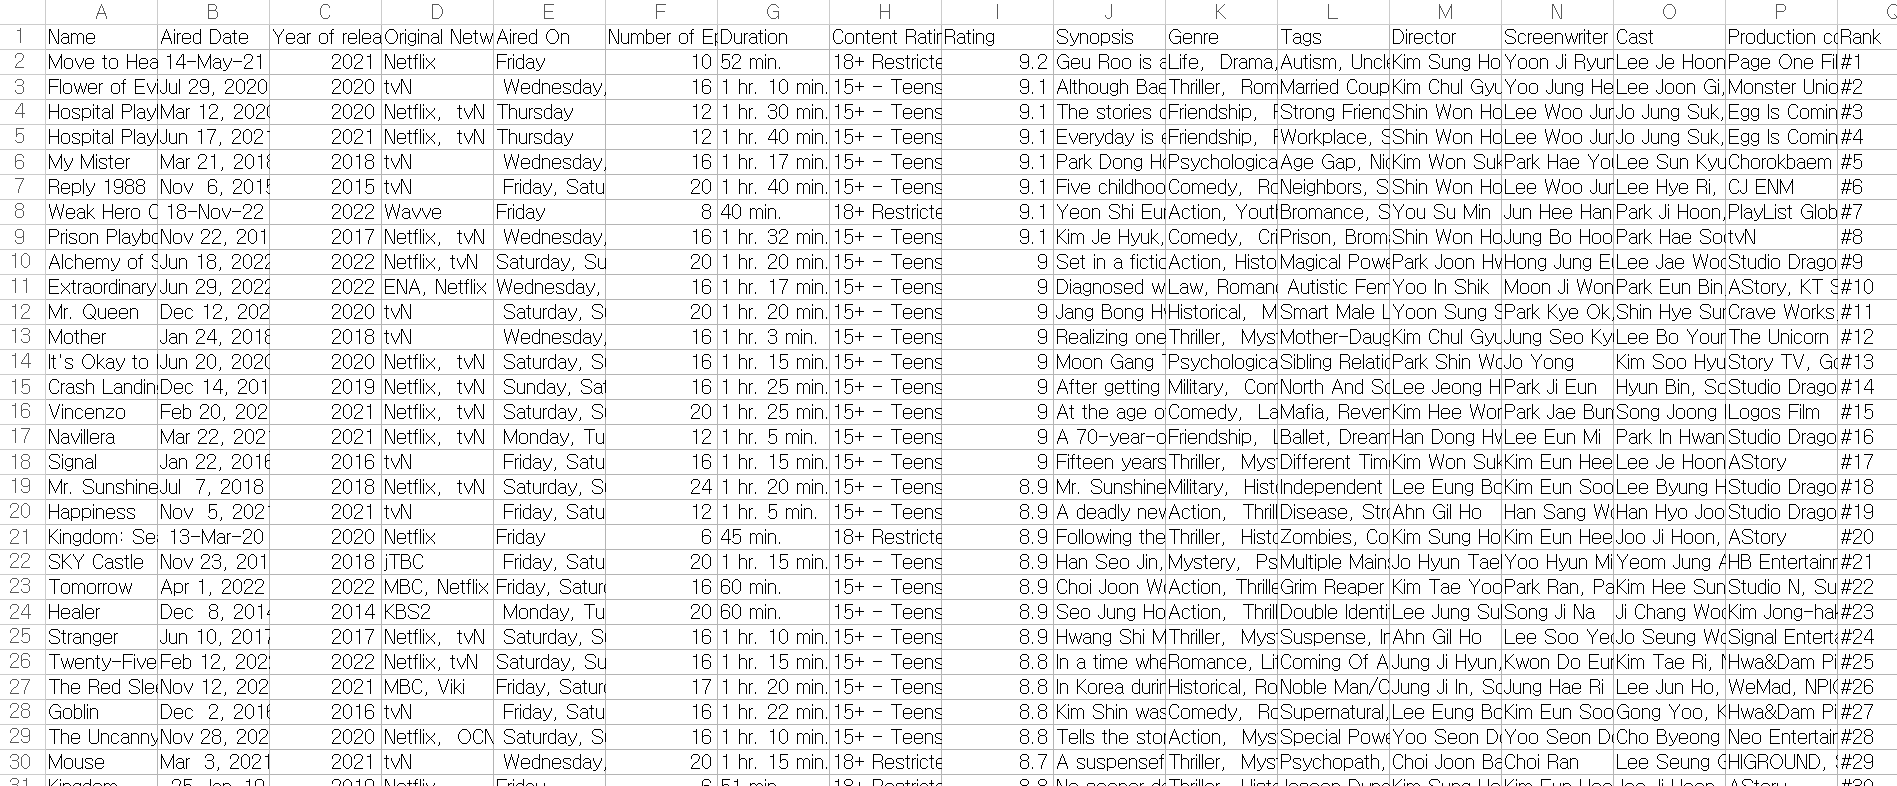 A B C D E F G H I J K L M N O P Q
1 Name Aired Date Year of relea Original Netw Aired On Number of Ep Duration Content Ratin Rating Synopsis Genre Tags Director Screenwriter Cast Production co Rank
2 Move to Hea 14-May-21 2021 Netflix Friday 10 52 min. 18+ Restricte 9.2 Geu Roo is a Life, Drama, Autism, Uncle Kim Sung Ho Yoon Ji Ryun Lee Je Hoon Page One Fil #1
3 Flower of Evi Jul 29, 2020 2020 tvN Wednesday, 16 1 hr. 10 min. 15+ - Teens 9.1 Although Bae Thriller, Rom Married Coup Kim Chul Gyu Yoo Jung He Lee Joon Gi, Monster Unio #2
4 Hospital Play Mar 12, 2020 2020 Netflix, tvN Thursday 12 1 hr. 30 min. 15+ - Teens 9.1 The stories o Friendship, Strong Friend Shin Won Ho Lee Woo Jun Jo Jung Suk, Egg Is Comin #3
5 Hospital Play Jun 17, 2021 2021 Netflix, tvN Thursday 12 1 hr. 40 min. 15+ - Teens 9.1 Everyday is e Friendship, Workplace, S Shin Won Ho Lee Woo Jun Jo Jung Suk, Egg Is Comin #4
6 My Mister Mar 21, 2018 2018 tvN Wednesday, 16 1 hr. 17 min. 15+ - Teens 9.1 Park Dong Ho Psychologica Age Gap, Nic Kim Won Suk Park Hae Yo Lee Sun Kyu Chorokbaem #5
7 Reply 1988 Nov 6, 2015 2015 tvN Friday, Satu 20 1 hr. 40 min. 15+ - Teens 9.1 Five childhoo Comedy, Ro Neighbors, S Shin Won Ho Lee Woo Jun Lee Hye Ri, CJ ENM #6
8 Weak Hero C 18-Nov-22 2022 Wavve Friday 8 40 min. 18+ Restricte 9.1 Yeon Shi Eun Action, Yout Bromance, S You Su Min Jun Hee Han Park Ji Hoon, PlayList Glob #7
9 Prison Playbo Nov 22, 201 2017 Netflix, tvN Wednesday, 16 1 hr. 32 min. 15+ - Teens 9.1 Kim Je Hyuk, Comedy, Cri Prison, Brom Shin Won Ho Jung Bo Hoo Park Hae Soo tvN #8
10 Alchemy of S Jun 18, 2022 2022 Netflix, tvN Saturday, Su 20 1 hr. 20 min. 15+ - Teens 9 Set in a fictic Action, Histo Magical Powe Park Joon Hw Hong Jung E Lee Jae Woo Studio Drago #9
11 Extraordinary Jun 29, 2022 2022 ENA, Netflix Wednesday, 16 1 hr. 17 min. 15+ - Teens 9 Diagnosed w Law, Roman Autistic Fem Yoo In Shik Moon Ji Won Park Eun Bin, AStory, KT S #10
12 Mr. Queen Dec 12, 202 2020 tvN Saturday, S 20 1 hr. 20 min. 15+ - Teens 9 Jang Bong H Historical, M Smart Male L Yoon Sung S Park Kye Ok, Shin Hye Sun Crave Works #11
13 Mother Jan 24, 2018 2018 tvN Wednesday, 16 1 hr. 3 min. 15+ - Teens 9 Realizing one Thriller, Mys Mother-Daug Kim Chul Gyu Jung Seo Ky Lee Bo Your The Unicorn #12
14 It's Okay to Jun 20, 2020 2020 Netflix, tvN Saturday, S 16 1 hr. 15 min. 15+ - Teens 9 Moon Gang T Psychologica Sibling Relatic Park Shin Wo Jo Yong Kim Soo Hyu Story TV, Go #13
15 Crash Landin Dec 14, 201 2019 Netflix, tvN Sunday, Sat 16 1 hr. 25 min. 15+ - Teens 9 After getting Military, Com North And So Lee Jeong H Park Ji Eun Hyun Bin, So Studio Drago #14
16 Vincenzo Feb 20, 202 2021 Netflix, tvN Saturday, S 20 1 hr. 25 min. 15+ - Teens 9 At the age o Comedy, La Mafia, Reven Kim Hee Wor Park Jae Bun Song Joong Logos Film #15
17 Navillera Mar 22, 202 2021 Netflix, tvN Monday, Tu 12 1 hr. 5 min. 15+ - Teens 9 A 70-year-o Friendship, Ballet, Dream Han Dong Hw Lee Eun Mi Park In Hwan Studio Drago #16
18 Signal Jan 22, 2016 2016 tvN Friday, Satu 16 1 hr. 15 min. 15+ - Teens 9 Fifteen years Thriller, Mys Different Tim Kim Won Suk Kim Eun Hee Lee Je Hoon AStory #17
19 Mr. Sunshine Jul 7, 2018 2018 Netflix, tvN Saturday, S 24 1 hr. 20 min. 15+ - Teens 8.9 Mr. Sunshine Military, Hist Independent Lee Eung Bo Kim Eun Soo Lee Byung H Studio Drago #18
20 Happiness Nov 5, 2021 2021 tvN Friday, Satu 12 1 hr. 5 min. 15+ - Teens 8.9 A deadly new Action, Thril Disease, Stro Ahn Gil Ho Han Sang Wo Han Hyo Joo Studio Drago #19
21 Kingdom: Se 13-Mar-20 2020 Netflix Friday 6 45 min. 18+ Restricte 8.9 Following the Thriller, Histo Zombies, Co Kim Sung Ho Kim Eun Hee Joo Ji Hoon, AStory #20
22 SKY Castle Nov 23, 201 2018 jTBC Friday, Satu 20 1 hr. 15 min. 15+ - Teens 8.9 Han Seo Jin, Mystery, Ps Multiple Main Jo Hyun Tae Yoo Hyun Mi Yeom Jung A HB Entertain #21
23 Tomorrow Apr 1, 2022 2022 MBC, Netflix Friday, Satur 16 60 min. 15+ - Teens 8.9 Choi Joon Wo Action, Thrille Grim Reaper Kim Tae Yoo Park Ran, Pa Kim Hee Sun Studio N, Su #22
24 Healer Dec 8, 2014 2014 KBS2 Monday, Tu 20 60 min. 15+ - Teens 8.9 Seo Jung Ho Action, Thril Double Identi Lee Jung Su Song Ji Na Ji Chang Woo Kim Jong-hak #23
25 Stranger Jun 10, 2017 2017 Netflix, tvN Saturday, S 16 1 hr. 10 min. 15+ - Teens 8.9 Hwang Shi M Thriller, Mys Suspense, In Ahn Gil Ho Lee Soo Yeo Jo Seung Wo Signal Entert #24
26 Twenty-Five Feb 12, 202 2022 Netflix, tvN Saturday, Su 16 1 hr. 15 min. 15+ - Teens 8.8 In a time whe Romance, Lif Coming Of A Jung Ji Hyun, Kwon Do Eun Kim Tae Ri, Hwa&Dam Pi #25
27 The Red Slee Nov 12, 202 2021 MBC, Viki Friday, Satur 17 1 hr. 20 min. 15+ - Teens 8.8 In Korea durin Historical, Ro Noble Man/C Jung Ji In, So Jung Hae Ri Lee Jun Ho, WeMad, NPIO #26
28 Goblin Dec 2, 2016 2016 tvN Friday, Satu 16 1 hr. 22 min. 15+ - Teens 8.8 Kim Shin was Comedy, Ro Supernatural, Lee Eung Bo Kim Eun Soo Gong Yoo, K Hwa&Dam Pi #27
29 The Uncanny Nov 28, 202 2020 Netflix, OCN Saturday, S 16 1 hr. 10 min. 15+ - Teens 8.8 Tells the stor Action, Mys Special Powe Yoo Seon Do Yoo Seon Do Cho Byeong Neo Entertain #28
30 Mouse Mar 3, 2021 2021 tvN Wednesday, 20 1 hr. 15 min. 18+ Restricte 8.7 A suspensef Thriller, Mys Psychopath, Choi Joon Ba Choi Ran Lee Seung G HIGROUND, #29